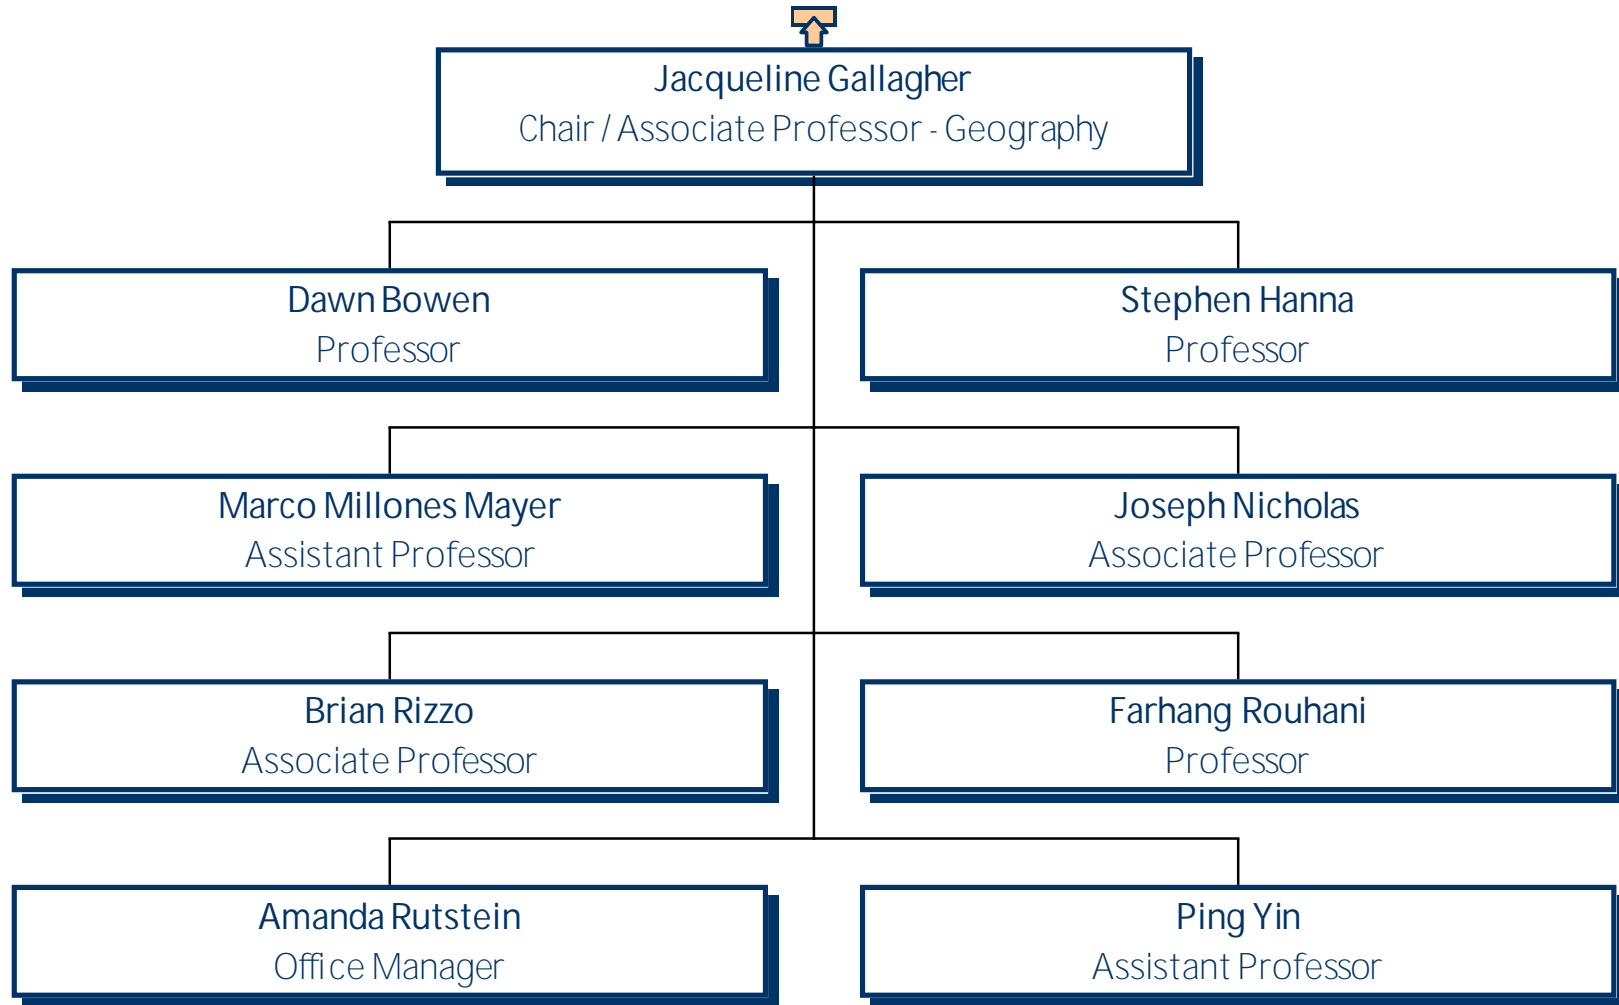 Jacqueline Gallagher
Chair / Associate Professor - Geography
Dawn Bowen
Professor
Stephen Hanna
Professor
Marco Millones Mayer
Assistant Professor
Joseph Nicholas
Associate Professor
Brian Rizzo
Associate Professor
Farhang Rouhani
Professor
Amanda Rutstein
Office Manager
Ping Yin
Assistant Professor